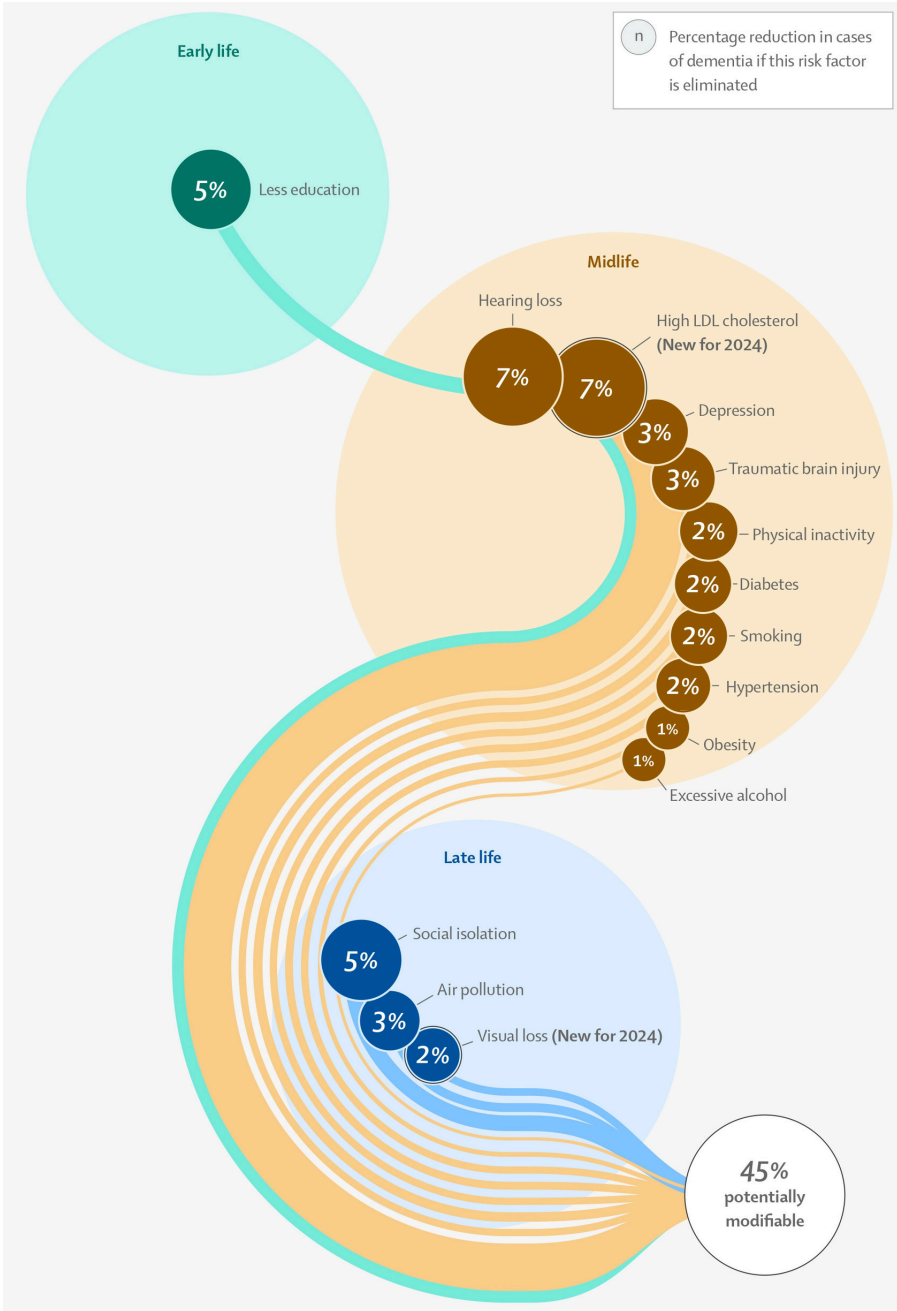 Early life
n
Percentage reduction in cases
of dementia if this risk factor
is eliminated
5%
Less education
Midlife
Hearing loss
High LDL cholesterol
(New for 2024)
7%
7%
Depression
3%
Traumatic brain injury
3%
2%
Physical inactivity
2%
Diabetes
2%
Smoking
2%
Hypertension
1%
Obesity
1%
Excessive alcohol
Late life
Social isolation
5%
Air pollution
3%
Visual loss (New for 2024)
2%
45%
potentially
modifiable